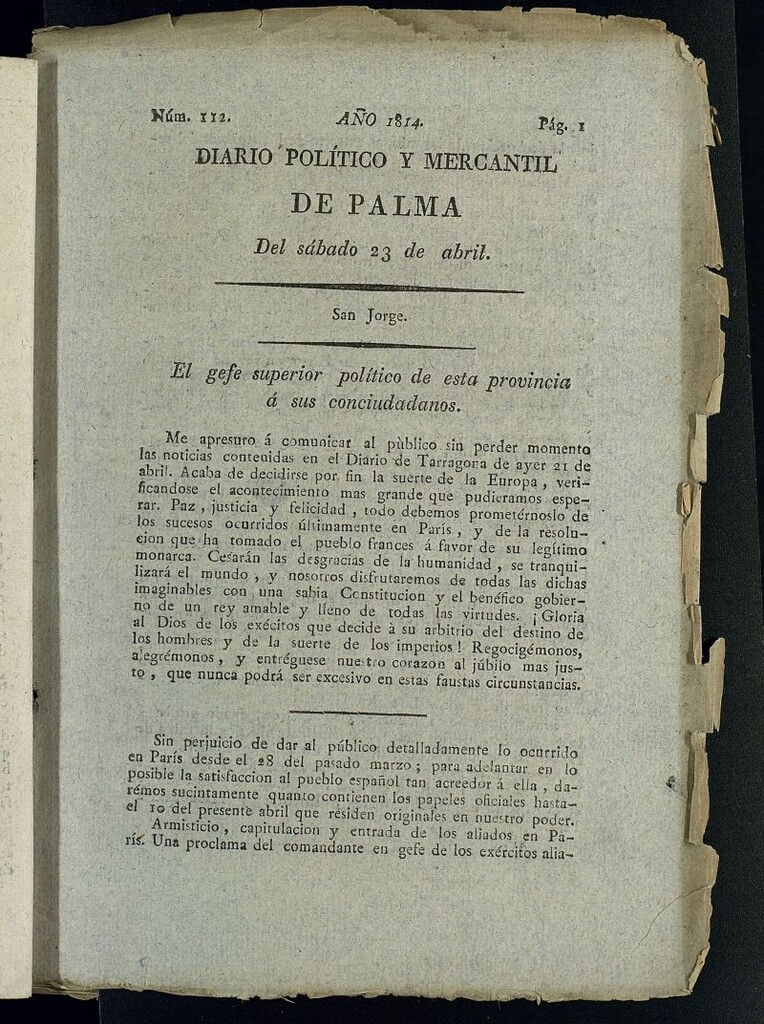 Núm. 112.
AÑO 1814.
Pág. 1
DIARIO POLÍTICO Y MERCANTIL
DE PALMA
Del sábado 23 de abril.
San Jorge.
El gefe superior político de esta provincia
á sus conciudadanos.
Me apresuro á comunicar al pùblico sin perder momento
las noticias contenidas en el Diario de Tarragona de ayer 21 de
abril. Acaba de decidirse por fin la suerte de la Europa, veri-
ficandose el acontecimiento mas grande que pudieramos espe-
rar. Paz, justicia y felicidad, todo debemos prometérnoslo de
los sucesos ocurridos últimamente en París, y de la resolu-
cion que ha tomado el pueblo frances á favor de su legítimo
monarca. Cesarán las desgracias de la humanidad, se tranqui-
lizará el mundo, y nosotros disfrutaremos de todas las dichas
imaginables con una sabia Constitucion y el benéfico gobier-
no de un rey amable y lleno de todas las virtudes. ¡Gloria
al Dios de los exécitos que decide à su arbitrio del destino de
los hombres y de la suerte de los imperios! Regocigémonos,
alegrémonos, y entréguese nuestro corazon al júbilo mas jus-
to, que nunca podrá ser excesivo en estas faustas circunstancias.
Sin perjuicio de dar al público detalladamente lo ocurrido
en París desde el 28 del pasado marzo; para adelantar en lo
posible la satisfaccion al pueblo español tan acreedor á ella, da-
rémos sucintamente quanto contienen los papeles oficiales hasta-
el 10 del presente abril que residen originales en nuestro poder.
Armisticio, capitulacion y entrada de los aliados en Pa-
rís. Una proclama del comandante en gefe de los exércitos alia-